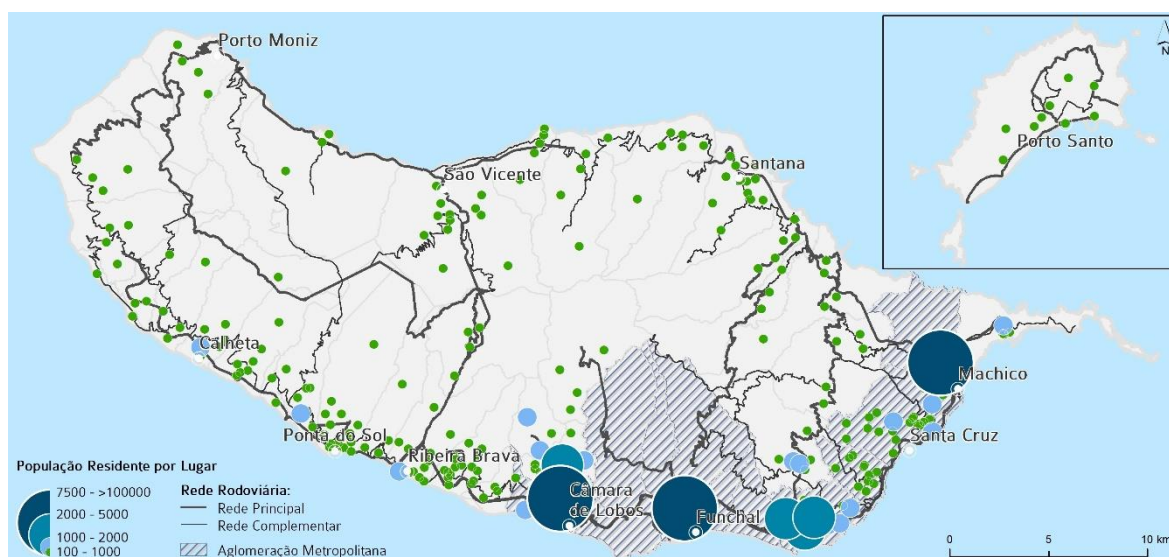 Porto Moniz
N
Porto Santo
Santana
São Vicente
Calheta
Machico
Santa Cruz
Ponta do Sol
Ribeira Brava
Câmara
de Lobos
Funchal
População Residente por Lugar
7500 - >100000
2000 - 5000
1000 - 2000
100 - 1000
Rede Rodoviária:
Rede Principal
Rede Complementar
Aglomeração Metropolitana
0 5 10 km